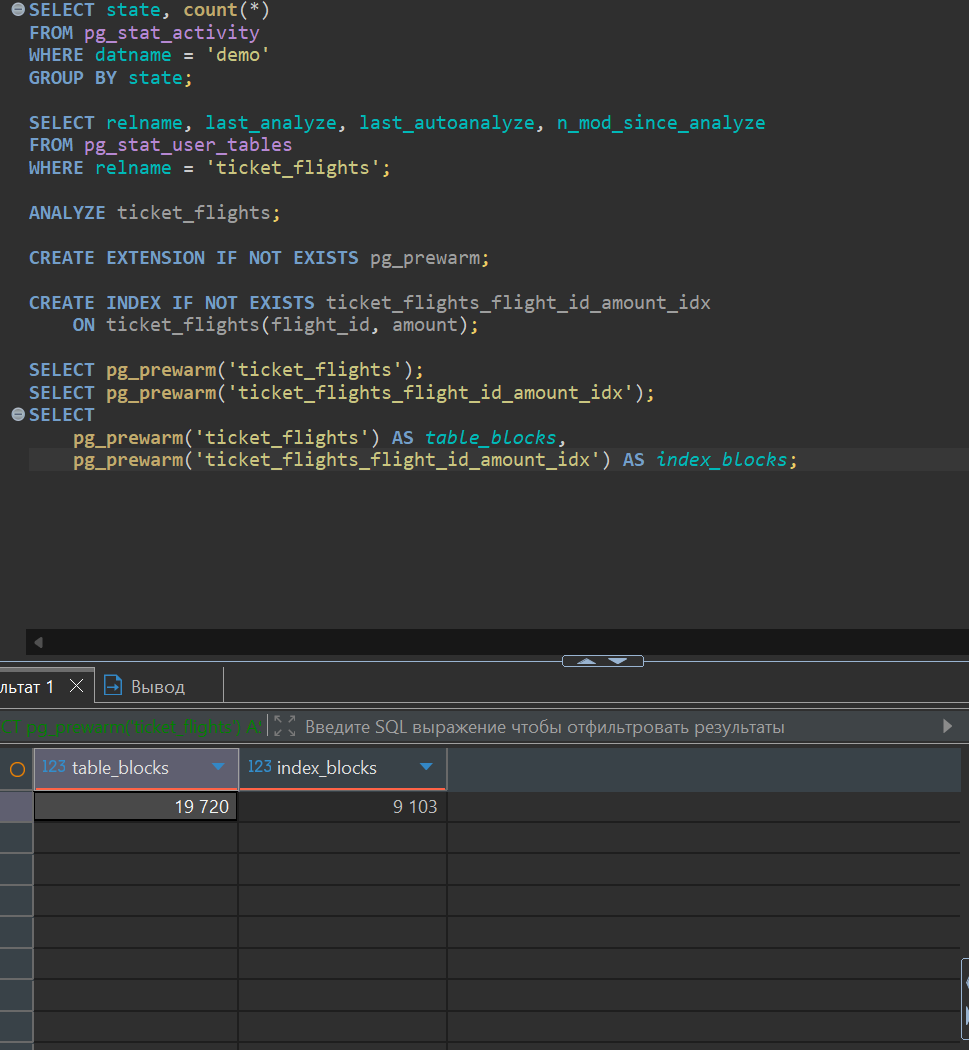 SELECT state, count(*)
FROM pg_stat_activity
WHERE datname = 'demo'
GROUP BY state;
SELECT relname, last_analyze, last_autoanalyze, n_mod_since_analyze
FROM pg_stat_user_tables
WHERE relname = 'ticket_flights';
ANALYZE ticket_flights;
CREATE EXTENSION IF NOT EXISTS pg_prewarm;
CREATE INDEX IF NOT EXISTS ticket_flights_flight_id_amount_idx
ON ticket_flights(flight_id, amount);
SELECT pg_prewarm('ticket_flights');
SELECT pg_prewarm('ticket_flights_flight_id_amount_idx');
SELECT
pg_prewarm('ticket_flights') AS table_blocks,
pg_prewarm('ticket_flights_flight_id_amount_idx') AS index_blocks;
льтат 1 Вывод
CT pg_prewarm('ticket_flights') A: Введите SQL выражение чтобы отфильтровать результаты
123 table_blocks 123 index_blocks
19 720 9 103